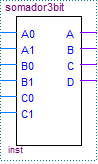 somador3bit
A0 A
A1 B
B0 C
B1 D
C0
C1
inst